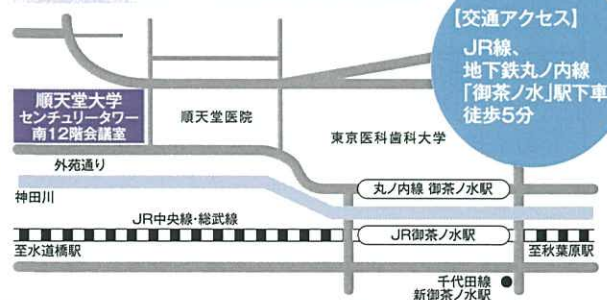 【交通アクセス】
JR線、
地下鉄丸ノ内線
「御茶ノ水」駅下車
徒歩5分
順天堂大学
センチュリータワー
南12階会議室
順天堂医院
東京医科歯科大学
外苑通り
神田川
丸ノ内線 御茶ノ水駅
JR中央線・総武線
JR御茶ノ水駅
至水道橋駅
至秋葉原駅
千代田線
新御茶ノ水駅